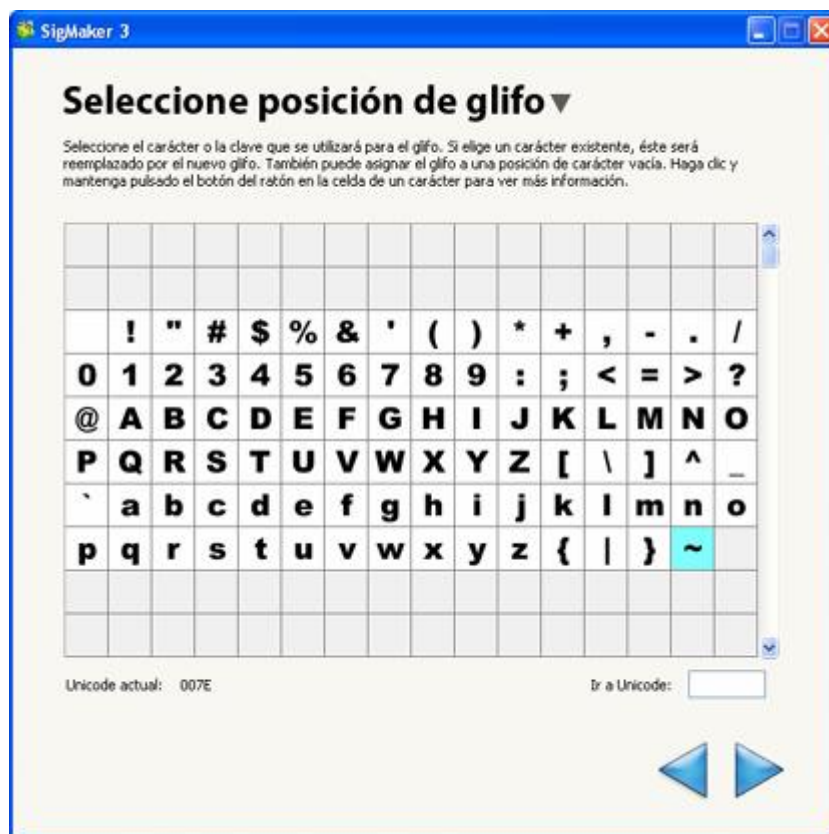 SigMaker 3
Seleccione posición de glifo
Seleccione el carácter o la clave que se utilizará para el glifo. Si elige un carácter existente, éste será
reemplazado por el nuevo glifo. También puede asignar el glifo a una posición de carácter vacía. Haga clic y
mantenga pulsado el botón del ratón en la celda de un carácter para ver más información.
! " # $ % & ' ( ) * + , - . /
0 1 2 3 4 5 6 7 8 9 : ; < = > ?
@ A B C D E F G H I J K L M N O
P Q R S T U V W X Y Z [ \ ] ^ _
` a b c d e f g h i j k l m n o
p q r s t u v w x y z { | } ~
Unicode actual: 007E Ir a Unicode: